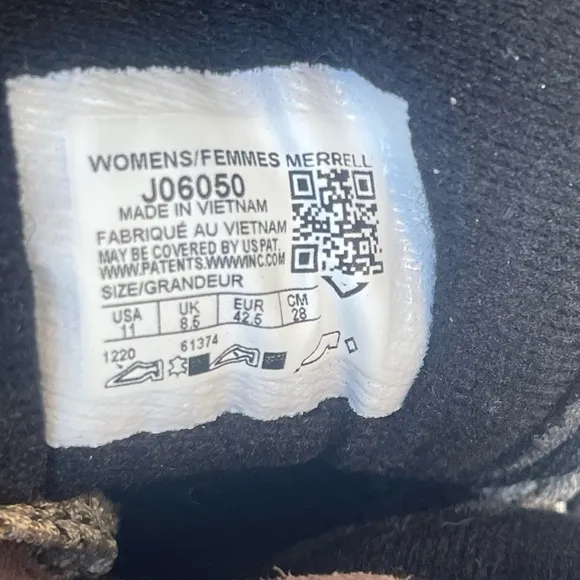 WOMENS/FEMMES MERRELL
J06050
MADE IN VIETNAM
FABRIQUÉ AU VIETNAM
MAY BE COVERED BY US PAT.
WWW.PATENTS.WWWINC.COM
SIZE/GRANDEUR
USA UK EUR CM
11 8.5 42.5 28
1220 61374